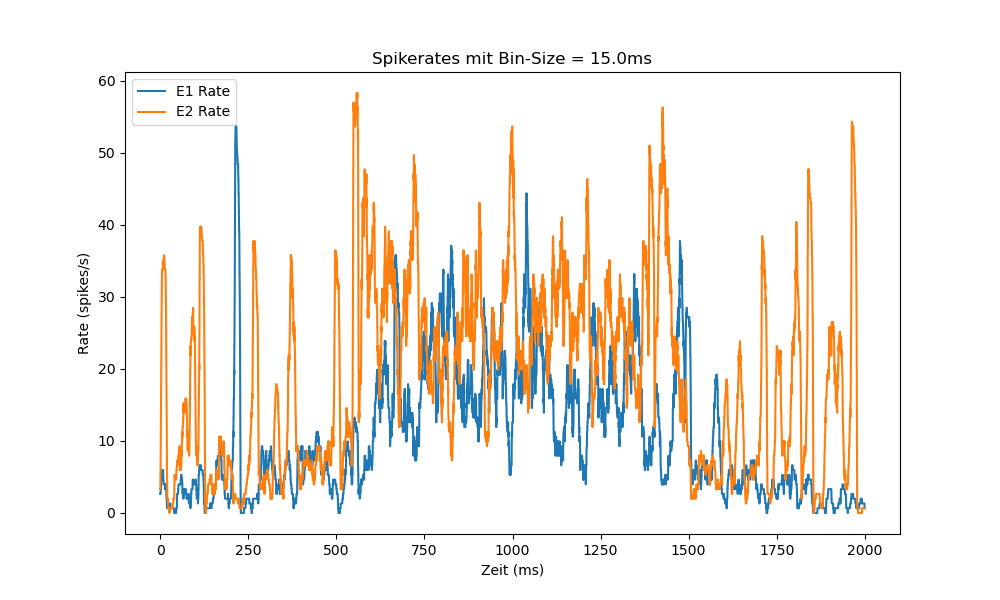 Spikerates mit Bin-Size = 15.0ms
E1 Rate
E2 Rate
60
50
40
30
20
10
0
Rate (spikes/s)
0 250 500 750 1000 1250 1500 1750 2000
Zeit (ms)